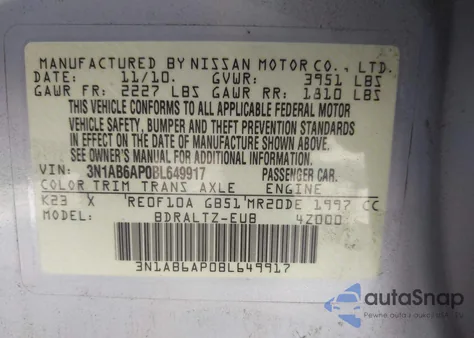 MANUFACTURED BY NISSAN MOTOR CO., LTD.
DATE: 11/10. GVWR: 3951 LBS
GAWR FR: 2227 LBS GAWR RR: 1810 LBS
THIS VEHICLE CONFORMS TO ALL APPLICABLE FEDERAL MOTOR
VEHICLE SAFETY, BUMPER AND THEFT PREVENTION STANDARDS
IN EFFECT ON THE DATE OF MANUFACTURE SHOWN ABOVE.
SEE OWNER'S MANUAL FOR ADDITIONAL INFORMATION.
VIN: 3N1AB6AP0BL649917 PASSENGER CAR.
COLOR TRIM TRANS AXLE ENGINE
K23 X RE0F10A GB51 MR20DE 1997 CC
MODEL: BDRALTZ-EUB 4Z000
3N1AB6AP0BL649917
autaSnap